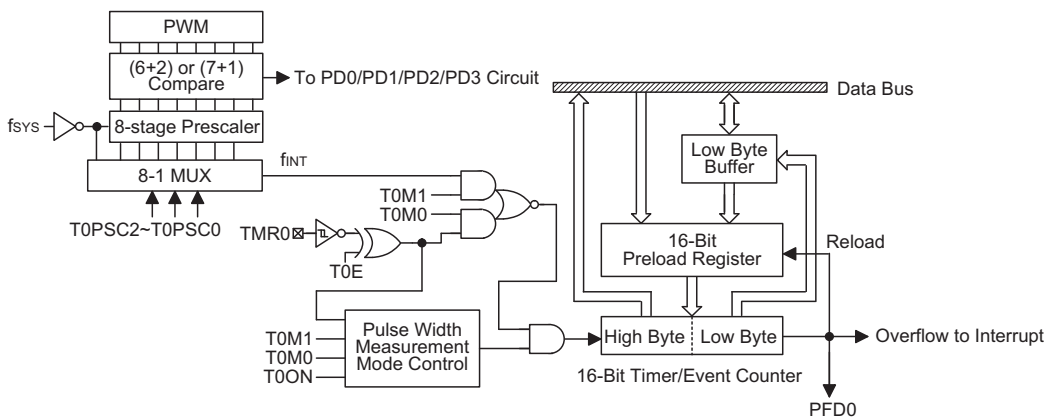 PWM
(6+2) or (7+1)
Compare
To PD0/PD1/PD2/PD3 Circuit
fSYS
8-stage Prescaler
8-1 MUX
fINT
T0PSC2~T0PSC0
T0M1
T0M0
TMR0
T0E
T0M1
T0M0
T0ON
Pulse Width
Measurement
Mode Control
Data Bus
Low Byte
Buffer
16-Bit
Preload Register
Reload
High Byte
Low Byte
Overflow to Interrupt
16-Bit Timer/Event Counter
PFD0